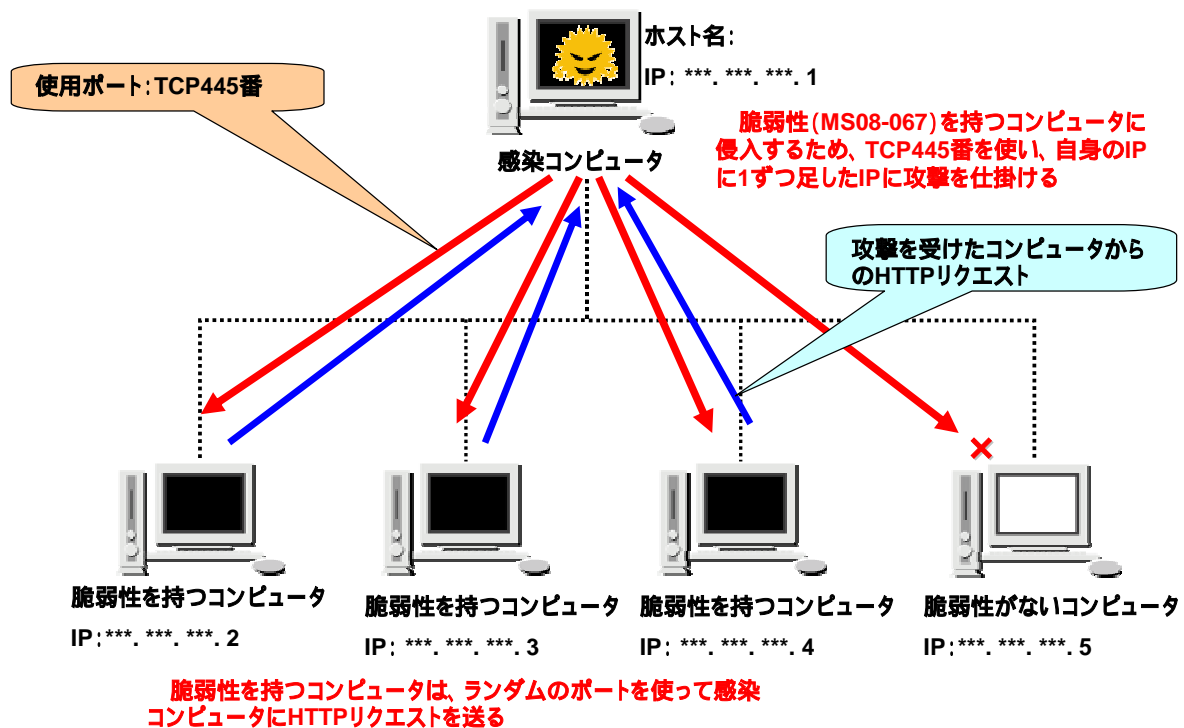 ホスト名:
IP: ***. ***. ***. 1
使用ポート:TCP445番
脆弱性(MS08-067)を持つコンピュータに
侵入するため、TCP445番を使い、自身のIP
に1ずつ足したIPに攻撃を仕掛ける
感染コンピュータ
攻撃を受けたコンピュータから
のHTTPリクエスト
脆弱性を持つコンピュータ
IP:***. ***. ***. 2
脆弱性を持つコンピュータ
IP: ***. ***. ***. 3
脆弱性を持つコンピュータ
IP: ***. ***. ***. 4
脆弱性がないコンピュータ
IP:***. ***. ***. 5
脆弱性を持つコンピュータは、ランダムのポートを使って感染
コンピュータにHTTPリクエストを送る